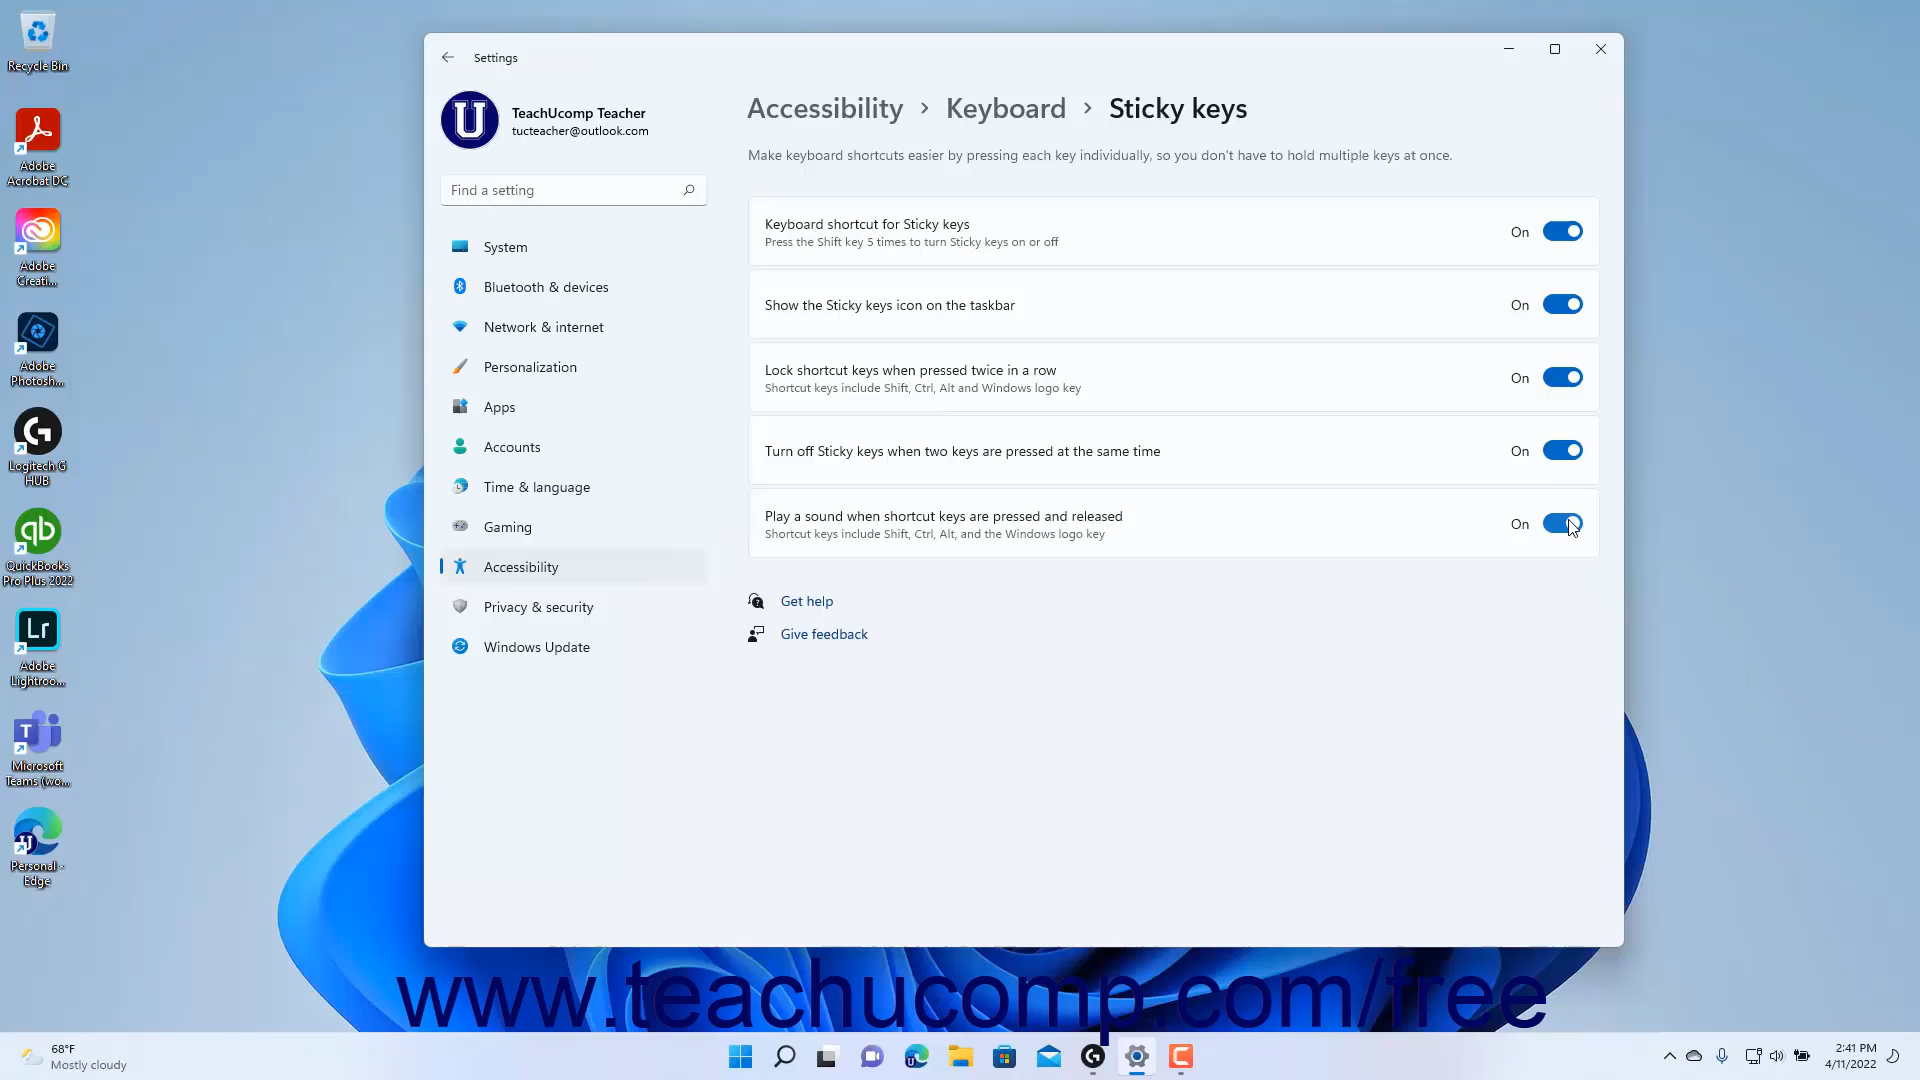 Recycle Bin
Adobe
Acrobat DC
Adobe
Creati...
Adobe
Photosh...
Logitech G
HUB
QuickBooks
Pro Plus 2022
Lr
Adobe
Lightroo...
Microsoft
Teams (wo...
Personal -
Edge
Settings
TeachUcomp Teacher
tucteacher@outlook.com
Find a setting
System
Bluetooth & devices
Network & internet
Personalization
Apps
Accounts
Time & language
Gaming
Accessibility
Privacy & security
Windows Update
Accessibility > Keyboard > Sticky keys
Make keyboard shortcuts easier by pressing each key individually, so you don't have to hold multiple keys at once.
Keyboard shortcut for Sticky keys
Press the Shift key 5 times to turn Sticky keys on or off
On
Show the Sticky keys icon on the taskbar
On
Lock shortcut keys when pressed twice in a row
Shortcut keys include Shift, Ctrl, Alt and Windows logo key
On
Turn off Sticky keys when two keys are pressed at the same time
On
Play a sound when shortcut keys are pressed and released
Shortcut keys include Shift, Ctrl, Alt, and the Windows logo key
On
Get help
Give feedback
www.teachucomp.com/free
68°F
Mostly cloudy
2:41 PM
4/11/2022